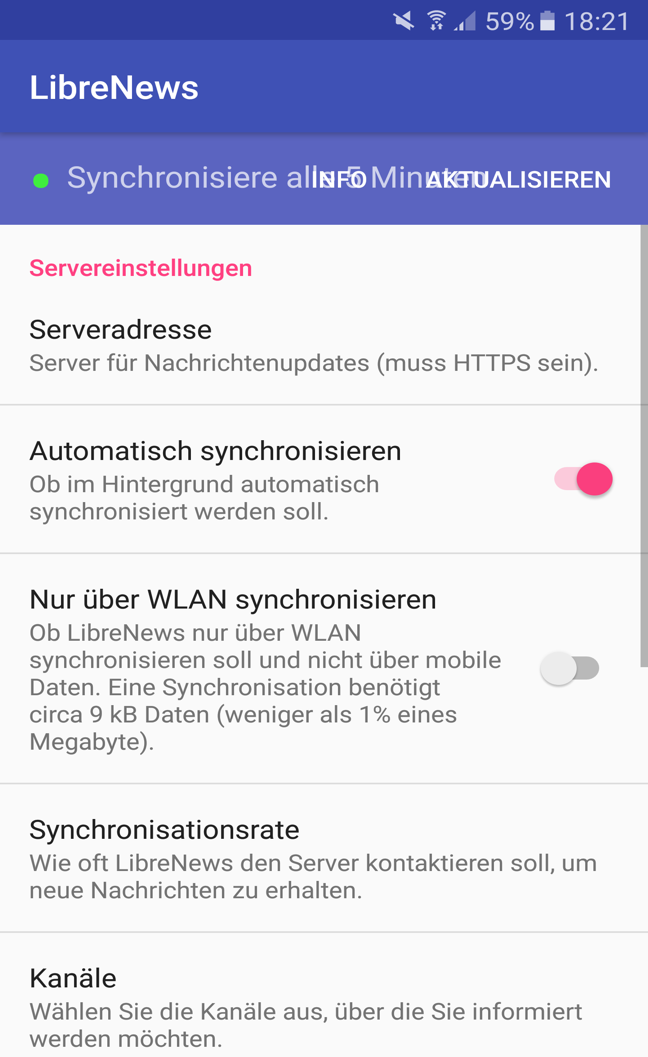 59% 18:21
LibreNews
Synchronisiere alle 5 Minuten INFO AKTUALISIEREN
Servereinstellungen
Serveradresse
Server für Nachrichtenupdates (muss HTTPS sein).
Automatisch synchronisieren
Ob im Hintergrund automatisch
synchronisiert werden soll.
Nur über WLAN synchronisieren
Ob LibreNews nur über WLAN
synchronisieren soll und nicht über mobile
Daten. Eine Synchronisation benötigt
circa 9 kB Daten (weniger als 1% eines
Megabyte).
Synchronisationsrate
Wie oft LibreNews den Server kontaktieren soll, um
neue Nachrichten zu erhalten.
Kanäle
Wählen Sie die Kanäle aus, über die Sie informiert
werden möchten.